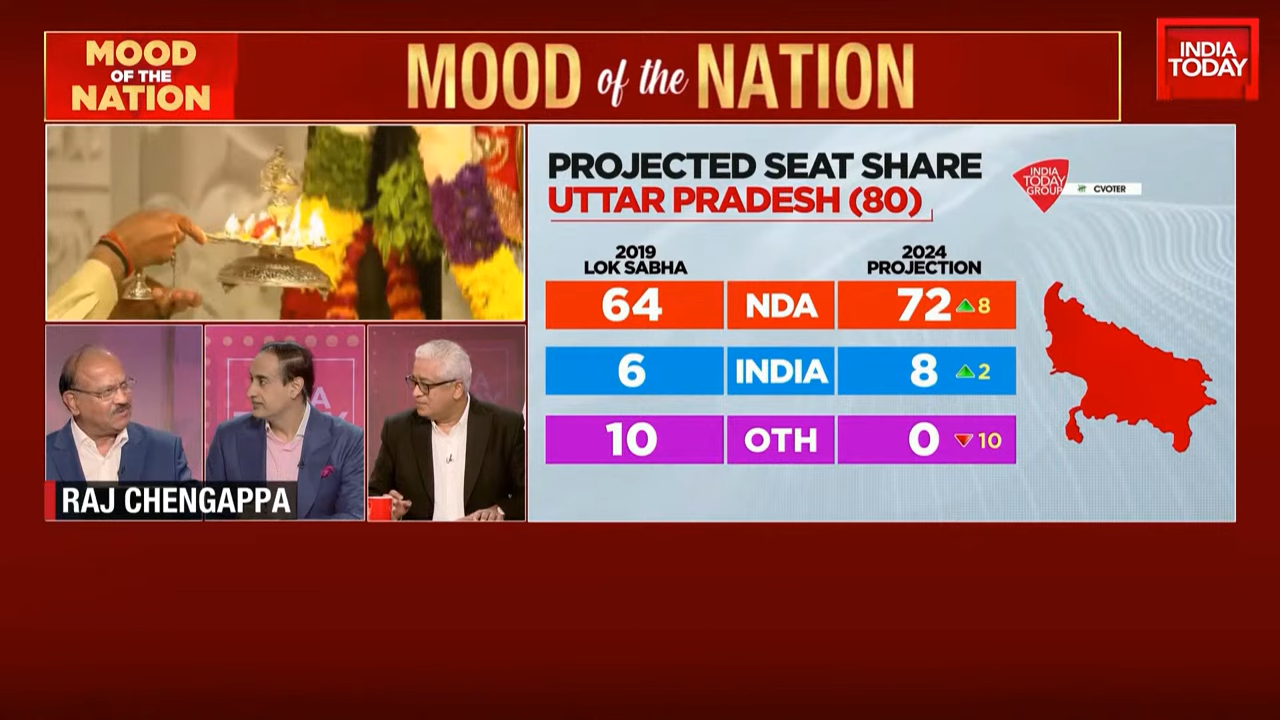 MOOD
OF THE
NATION
MOOD of the NATION
INDIA
TODAY
PROJECTED SEAT SHARE
UTTAR PRADESH (80)
INDIA
TODAY
GROUP
CVOTER
2019
LOK SABHA
2024
PROJECTION
64 NDA 72 8
6 INDIA 8 2
10 OTH 0 10
RAJ CHENGAPPA